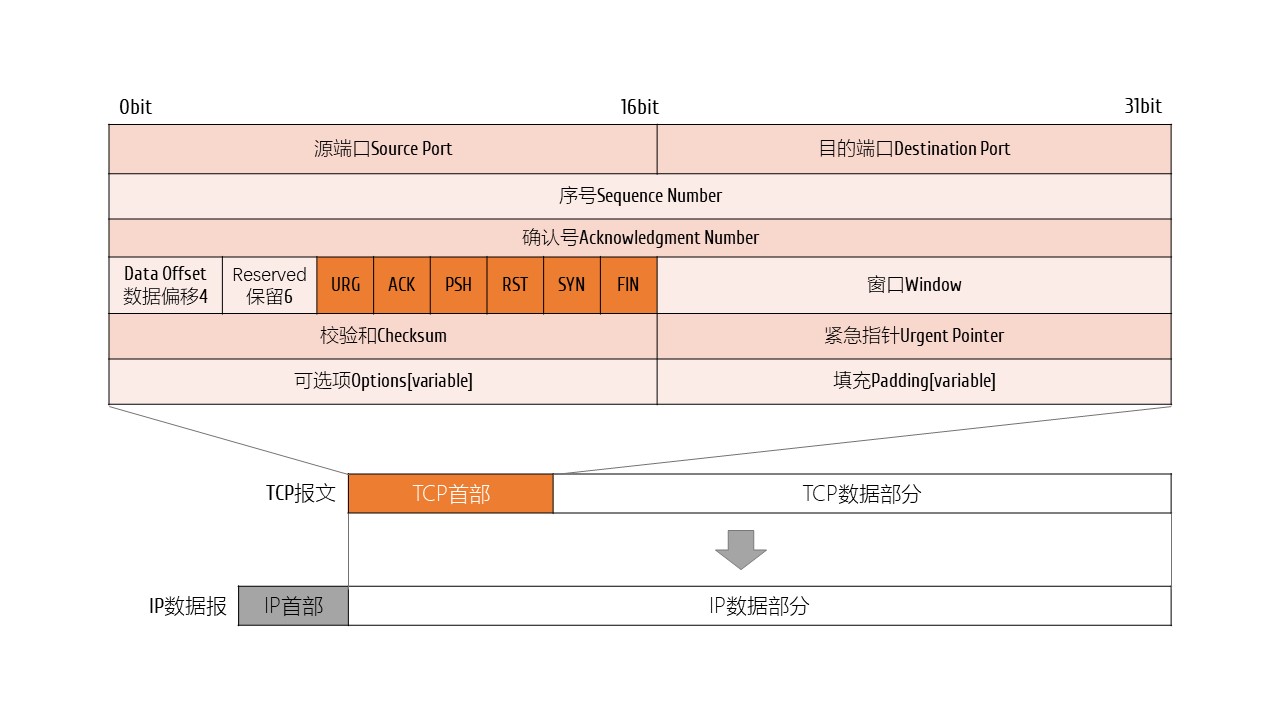 0bit 16bit 31bit
源端口Source Port 目的端口Destination Port
序号Sequence Number
确认号Acknowledgment Number
Data Offset
数据偏移4
Reserved
保留6
URG ACK PSH RST SYN FIN
窗口Window
校验和Checksum 紧急指针Urgent Pointer
可选项Options[variable] 填充Padding[variable]
TCP报文 TCP首部 TCP数据部分
IP数据报 IP首部 IP数据部分